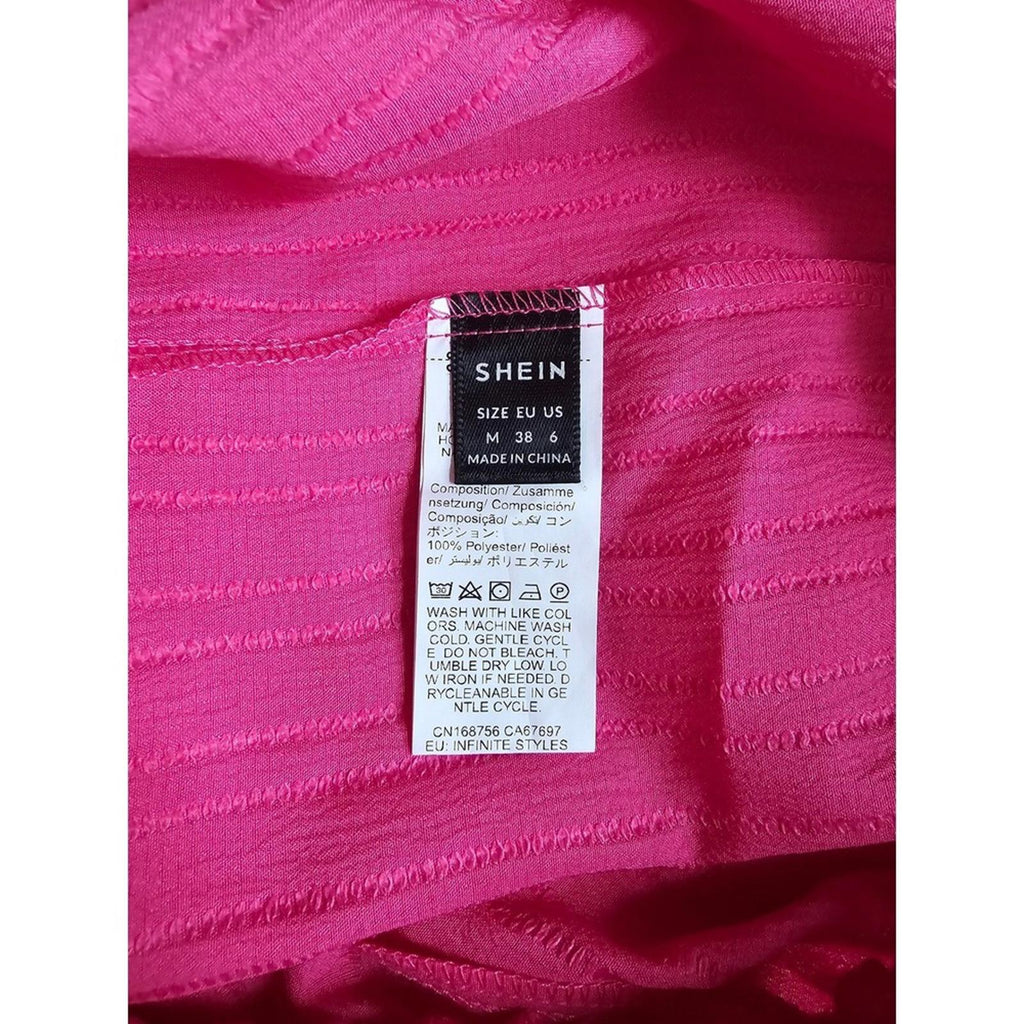 SHEIN
SIZE EU US
M 38 6
MADE IN CHINA
Composition/ Zusamme
nsetzung/ Composición/
Composição/ تكوين/ コン
ポジション:
100% Polyester/ Poliést
er/ بوليستر/ ポリエステル
30 P
WASH WITH LIKE COL
ORS. MACHINE WASH
COLD. GENTLE CYCL
E. DO NOT BLEACH. T
UMBLE DRY LOW. LO
W IRON IF NEEDED. D
RYCLEANABLE IN GE
NTLE CYCLE.
CN168756 CA67697
EU: INFINITE STYLES